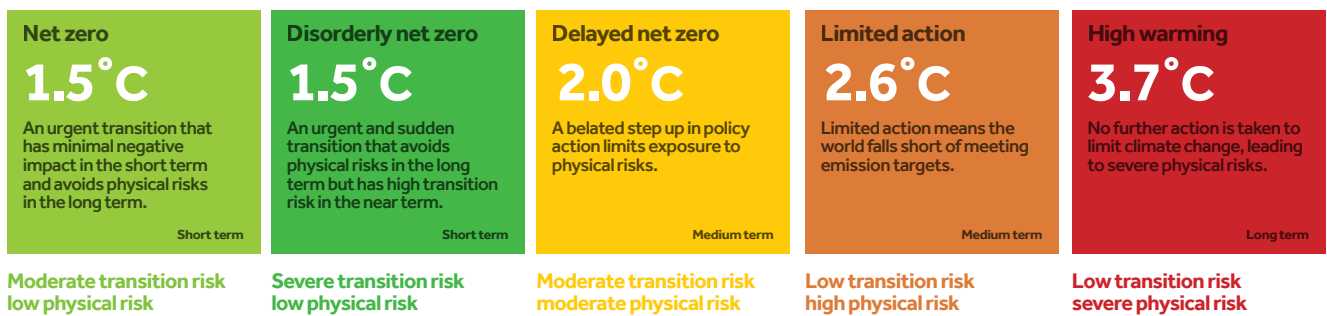 Net zero
1.5°C
An urgent transition that
has minimal negative
impact in the short term
and avoids physical risks
in the long term.
Short term
Moderate transition risk
low physical risk
Disorderly net zero
1.5°C
An urgent and sudden
transition that avoids
physical risks in the long
term but has high transition
risk in the near term.
Short term
Severe transition risk
low physical risk
Delayed net zero
2.0°C
A belated step up in policy
action limits exposure to
physical risks.
Medium term
Moderate transition risk
moderate physical risk
Limited action
2.6°C
Limited action means the
world falls short of meeting
emission targets.
Medium term
Low transition risk
high physical risk
High warming
3.7°C
No further action is taken to
limit climate change, leading
to severe physical risks.
Long term
Low transition risk
severe physical risk